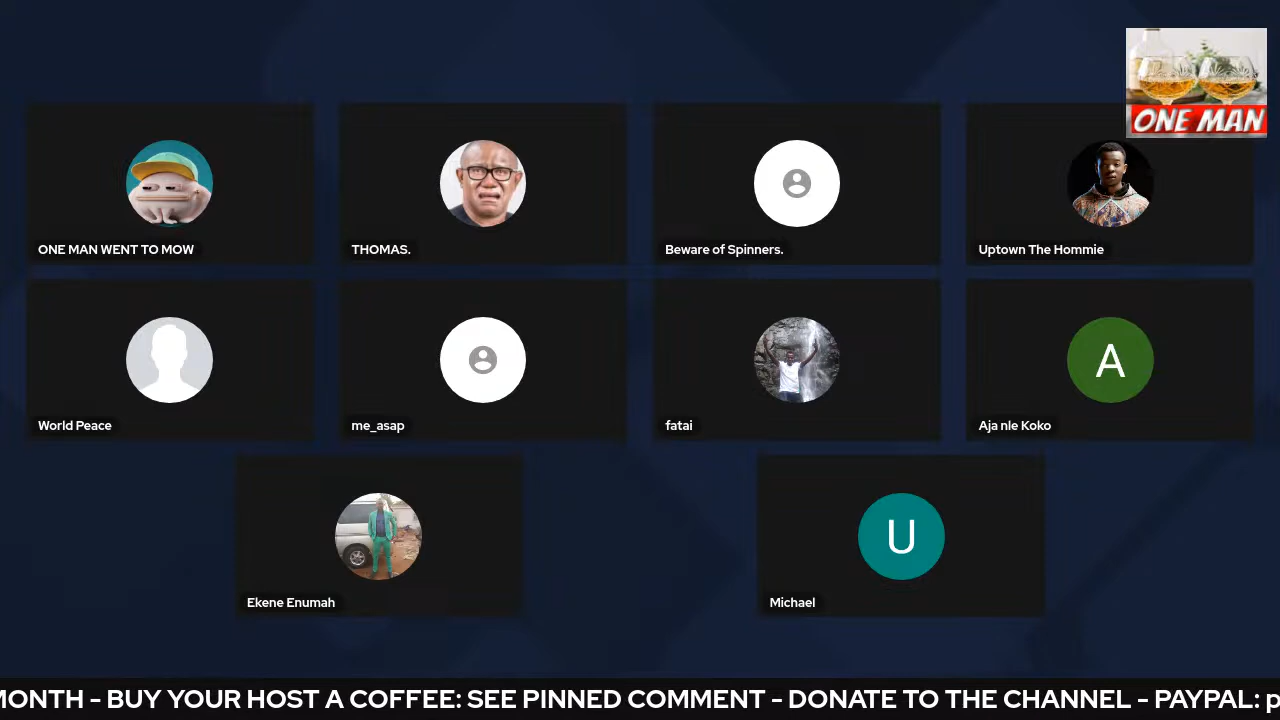 ONE MAN
ONE MAN WENT TO MOW
THOMAS.
Beware of Spinners.
Uptown The Hommie
World Peace
me_asap
fatai
A
Aja nle Koko
Ekene Enumah
U
Michael
MONTH - BUY YOUR HOST A COFFEE: SEE PINNED COMMENT - DONATE TO THE CHANNEL - PAYPAL: p